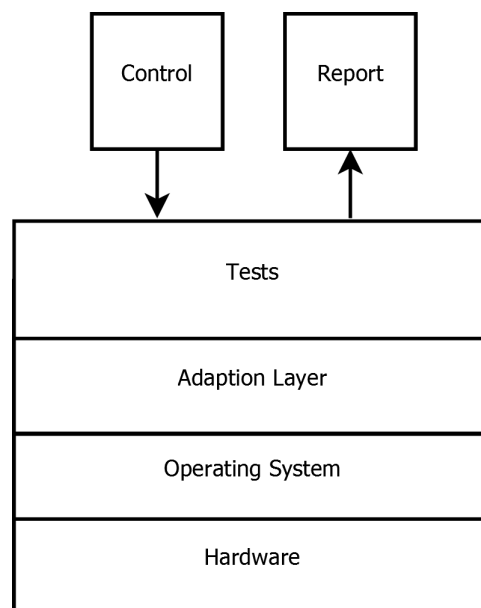 Control
Report
Tests
Adaption Layer
Operating System
Hardware